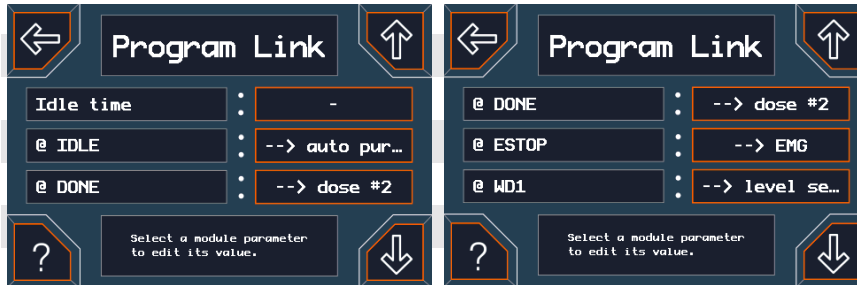 Program Link
Idle time : -
@ IDLE : --> auto pur…
@ DONE : --> dose #2
?
Select a module parameter
to edit its value.
Program Link
@ DONE : --> dose #2
@ ESTOP : --> EMG
@ WD1 : --> level se…
?
Select a module parameter
to edit its value.